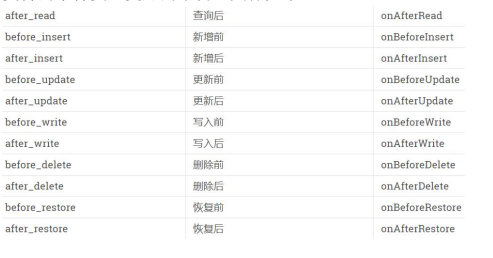 after_read 查询后 onAfterRead
before_insert 新增前 onBeforeInsert
after_insert 新增后 onAfterInsert
before_update 更新前 onBeforeUpdate
after_update 更新后 onAfterUpdate
before_write 写入前 onBeforeWrite
after_write 写入后 onAfterWrite
before_delete 删除前 onBeforeDelete
after_delete 删除后 onAfterDelete
before_restore 恢复前 onBeforeRestore
after_restore 恢复后 onAfterRestore